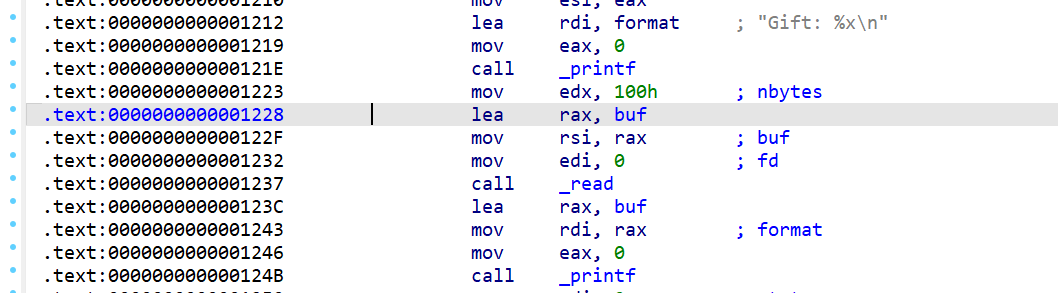 .text:0000000000001210 mov esi, eax
.text:0000000000001212 lea rdi, format ; "Gift: %x\n"
.text:0000000000001219 mov eax, 0
.text:000000000000121E call _printf
.text:0000000000001223 mov edx, 100h ; nbytes
.text:0000000000001228 lea rax, buf
.text:000000000000122F mov rsi, rax ; buf
.text:0000000000001232 mov edi, 0 ; fd
.text:0000000000001237 call _read
.text:000000000000123C lea rax, buf
.text:0000000000001243 mov rdi, rax ; format
.text:0000000000001246 mov eax, 0
.text:000000000000124B call _printf